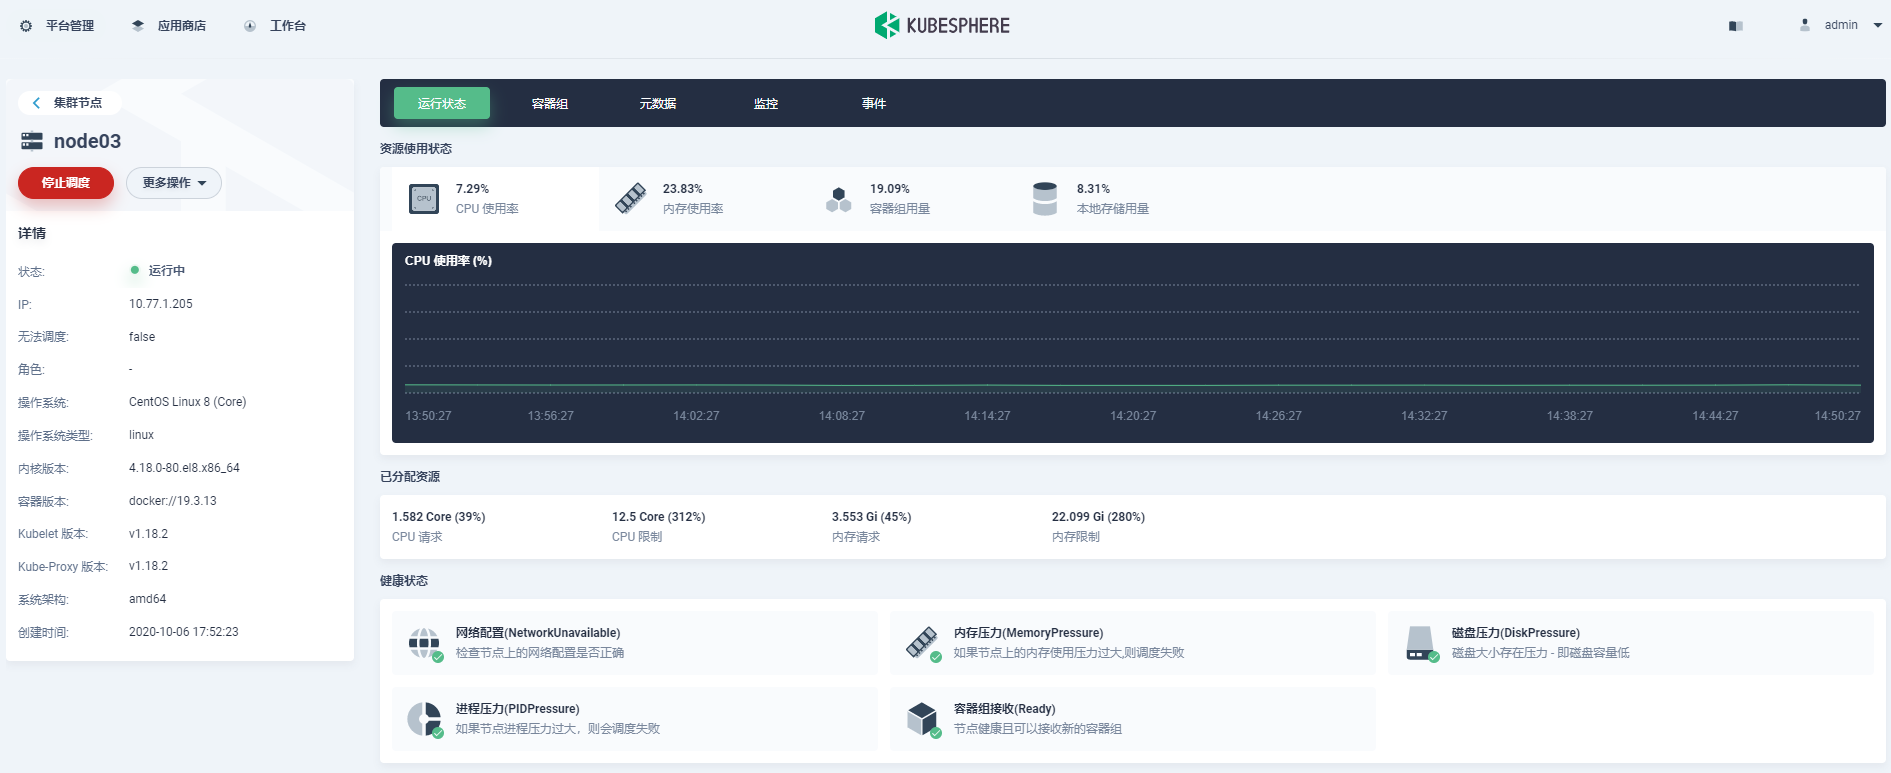 平台管理 应用商店 工作台 KUBESPHERE admin
集群节点
node03
停止调度 更多操作
详情
状态: 运行中
IP: 10.77.1.205
无法调度: false
角色: -
操作系统: CentOS Linux 8 (Core)
操作系统类型: linux
内核版本: 4.18.0-80.el8.x86_64
容器版本: docker://19.3.13
Kubelet 版本: v1.18.2
Kube-Proxy 版本: v1.18.2
系统架构: amd64
创建时间: 2020-10-06 17:52:23
运行状态 容器组 元数据 监控 事件
资源使用状态
CPU
7.29%
CPU 使用率
23.83%
内存使用率
19.09%
容器组用量
8.31%
本地存储用量
CPU 使用率 (%)
13:50:27 13:56:27 14:02:27 14:08:27 14:14:27 14:20:27 14:26:27 14:32:27 14:38:27 14:44:27 14:50:27
已分配资源
1.582 Core (39%)
CPU 请求
12.5 Core (312%)
CPU 限制
3.553 Gi (45%)
内存请求
22.099 Gi (280%)
内存限制
健康状态
网络配置(NetworkUnavailable)
检查节点上的网络配置是否正确
内存压力(MemoryPressure)
如果节点上的内存使用压力过大,则调度失败
磁盘压力(DiskPressure)
磁盘大小存在压力 - 即磁盘容量低
进程压力(PIDPressure)
如果节点进程压力过大，则会调度失败
容器组接收(Ready)
节点健康且可以接收新的容器组